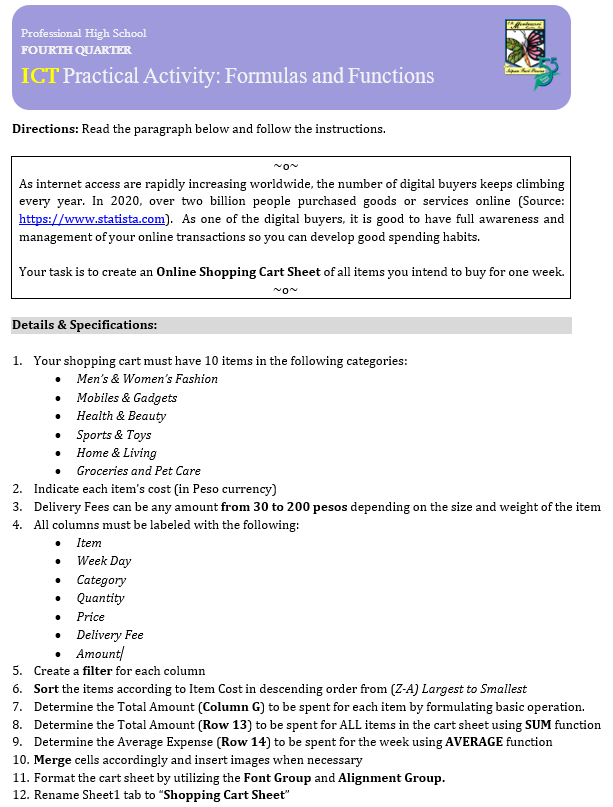 Professional High School
FOURTH QUARTER
ICT Practical Activity: Formulas and Functions
Directions: Read the paragraph below and follow the instructions.
~o~
As internet access are rapidly increasing worldwide, the number of digital buyers keeps climbing
every year. In 2020, over two billion people purchased goods or services online (Source:
https://www.statista.com). As one of the digital buyers, it is good to have full awareness and
management of your online transactions so you can develop good spending habits.
Your task is to create an Online Shopping Cart Sheet of all items you intend to buy for one week.
~o~
Details & Specifications:
1. Your shopping cart must have 10 items in the following categories:
• Men's & Women's Fashion
• Mobiles & Gadgets
• Health & Beauty
• Sports & Toys
• Home & Living
• Groceries and Pet Care
2. Indicate each item's cost (in Peso currency)
3. Delivery Fees can be any amount from 30 to 200 pesos depending on the size and weight of the item
4. All columns must be labeled with the following:
• Item
• Week Day
• Category
• Quantity
• Price
• Delivery Fee
• Amount
5. Create a filter for each column
6. Sort the items according to Item Cost in descending order from (Z-A) Largest to Smallest
7. Determine the Total Amount (Column G) to be spent for each item by formulating basic operation.
8. Determine the Total Amount (Row 13) to be spent for ALL items in the cart sheet using SUM function
9. Determine the Average Expense (Row 14) to be spent for the week using AVERAGE function
10. Merge cells accordingly and insert images when necessary
11. Format the cart sheet by utilizing the Font Group and Alignment Group.
12. Rename Sheet1 tab to "Shopping Cart Sheet"